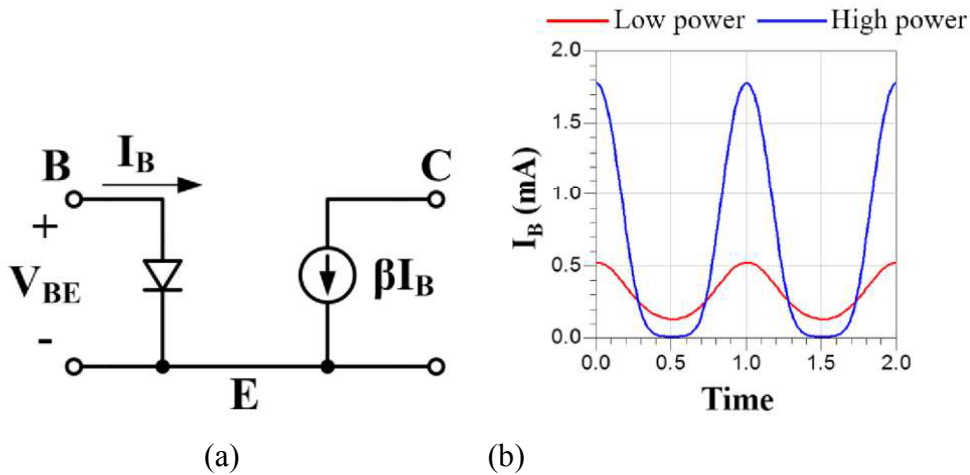 Low power High power
B I_B C
+
V_BE βI_B
-
E
I_B (mA)
2.0
1.5
1.0
0.5
0.0
0.0 0.5 1.0 1.5 2.0
Time
(a) (b)